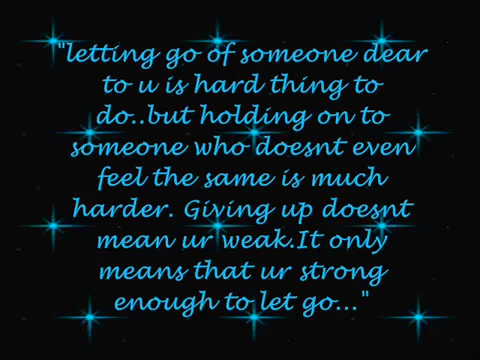 "letting go of someone dear
to u is hard thing to
do..but holding on to
someone who doesnt even
feel the same is much
harder. Giving up doesnt
mean ur weak.It only
means that ur strong
enough to let go..."